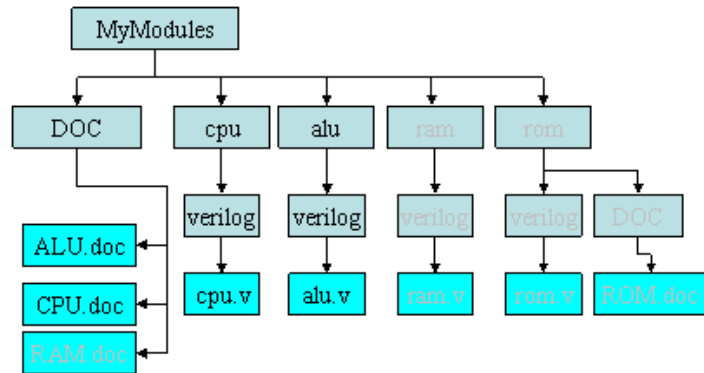 MyModules
DOC
cpu
alu
ram
rom
verilog
verilog
verilog
verilog
DOC
ALU.doc
cpu.v
alu.v
ram.v
rom.v
ROM.doc
CPU.doc
RAM.doc